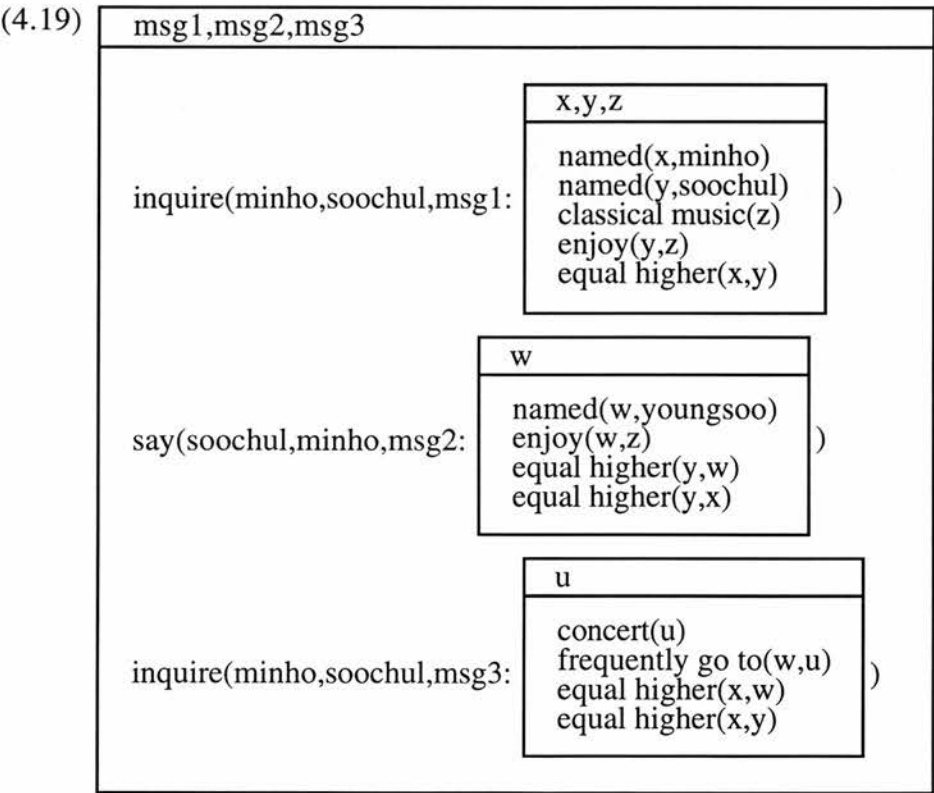 (4.19)
msg1,msg2,msg3
x,y,z
named(x,minho)
named(y,soochul)
inquire(minho,soochul,msg1: classical music(z) )
enjoy(y,z)
equal higher(x,y)
w
named(w,youngsoo)
say(soochul,minho,msg2: enjoy(w,z) )
equal higher(y,w)
equal higher(y,x)
u
concert(u)
frequently go to(w,u)
inquire(minho,soochul,msg3: equal higher(x,w) )
equal higher(x,y)